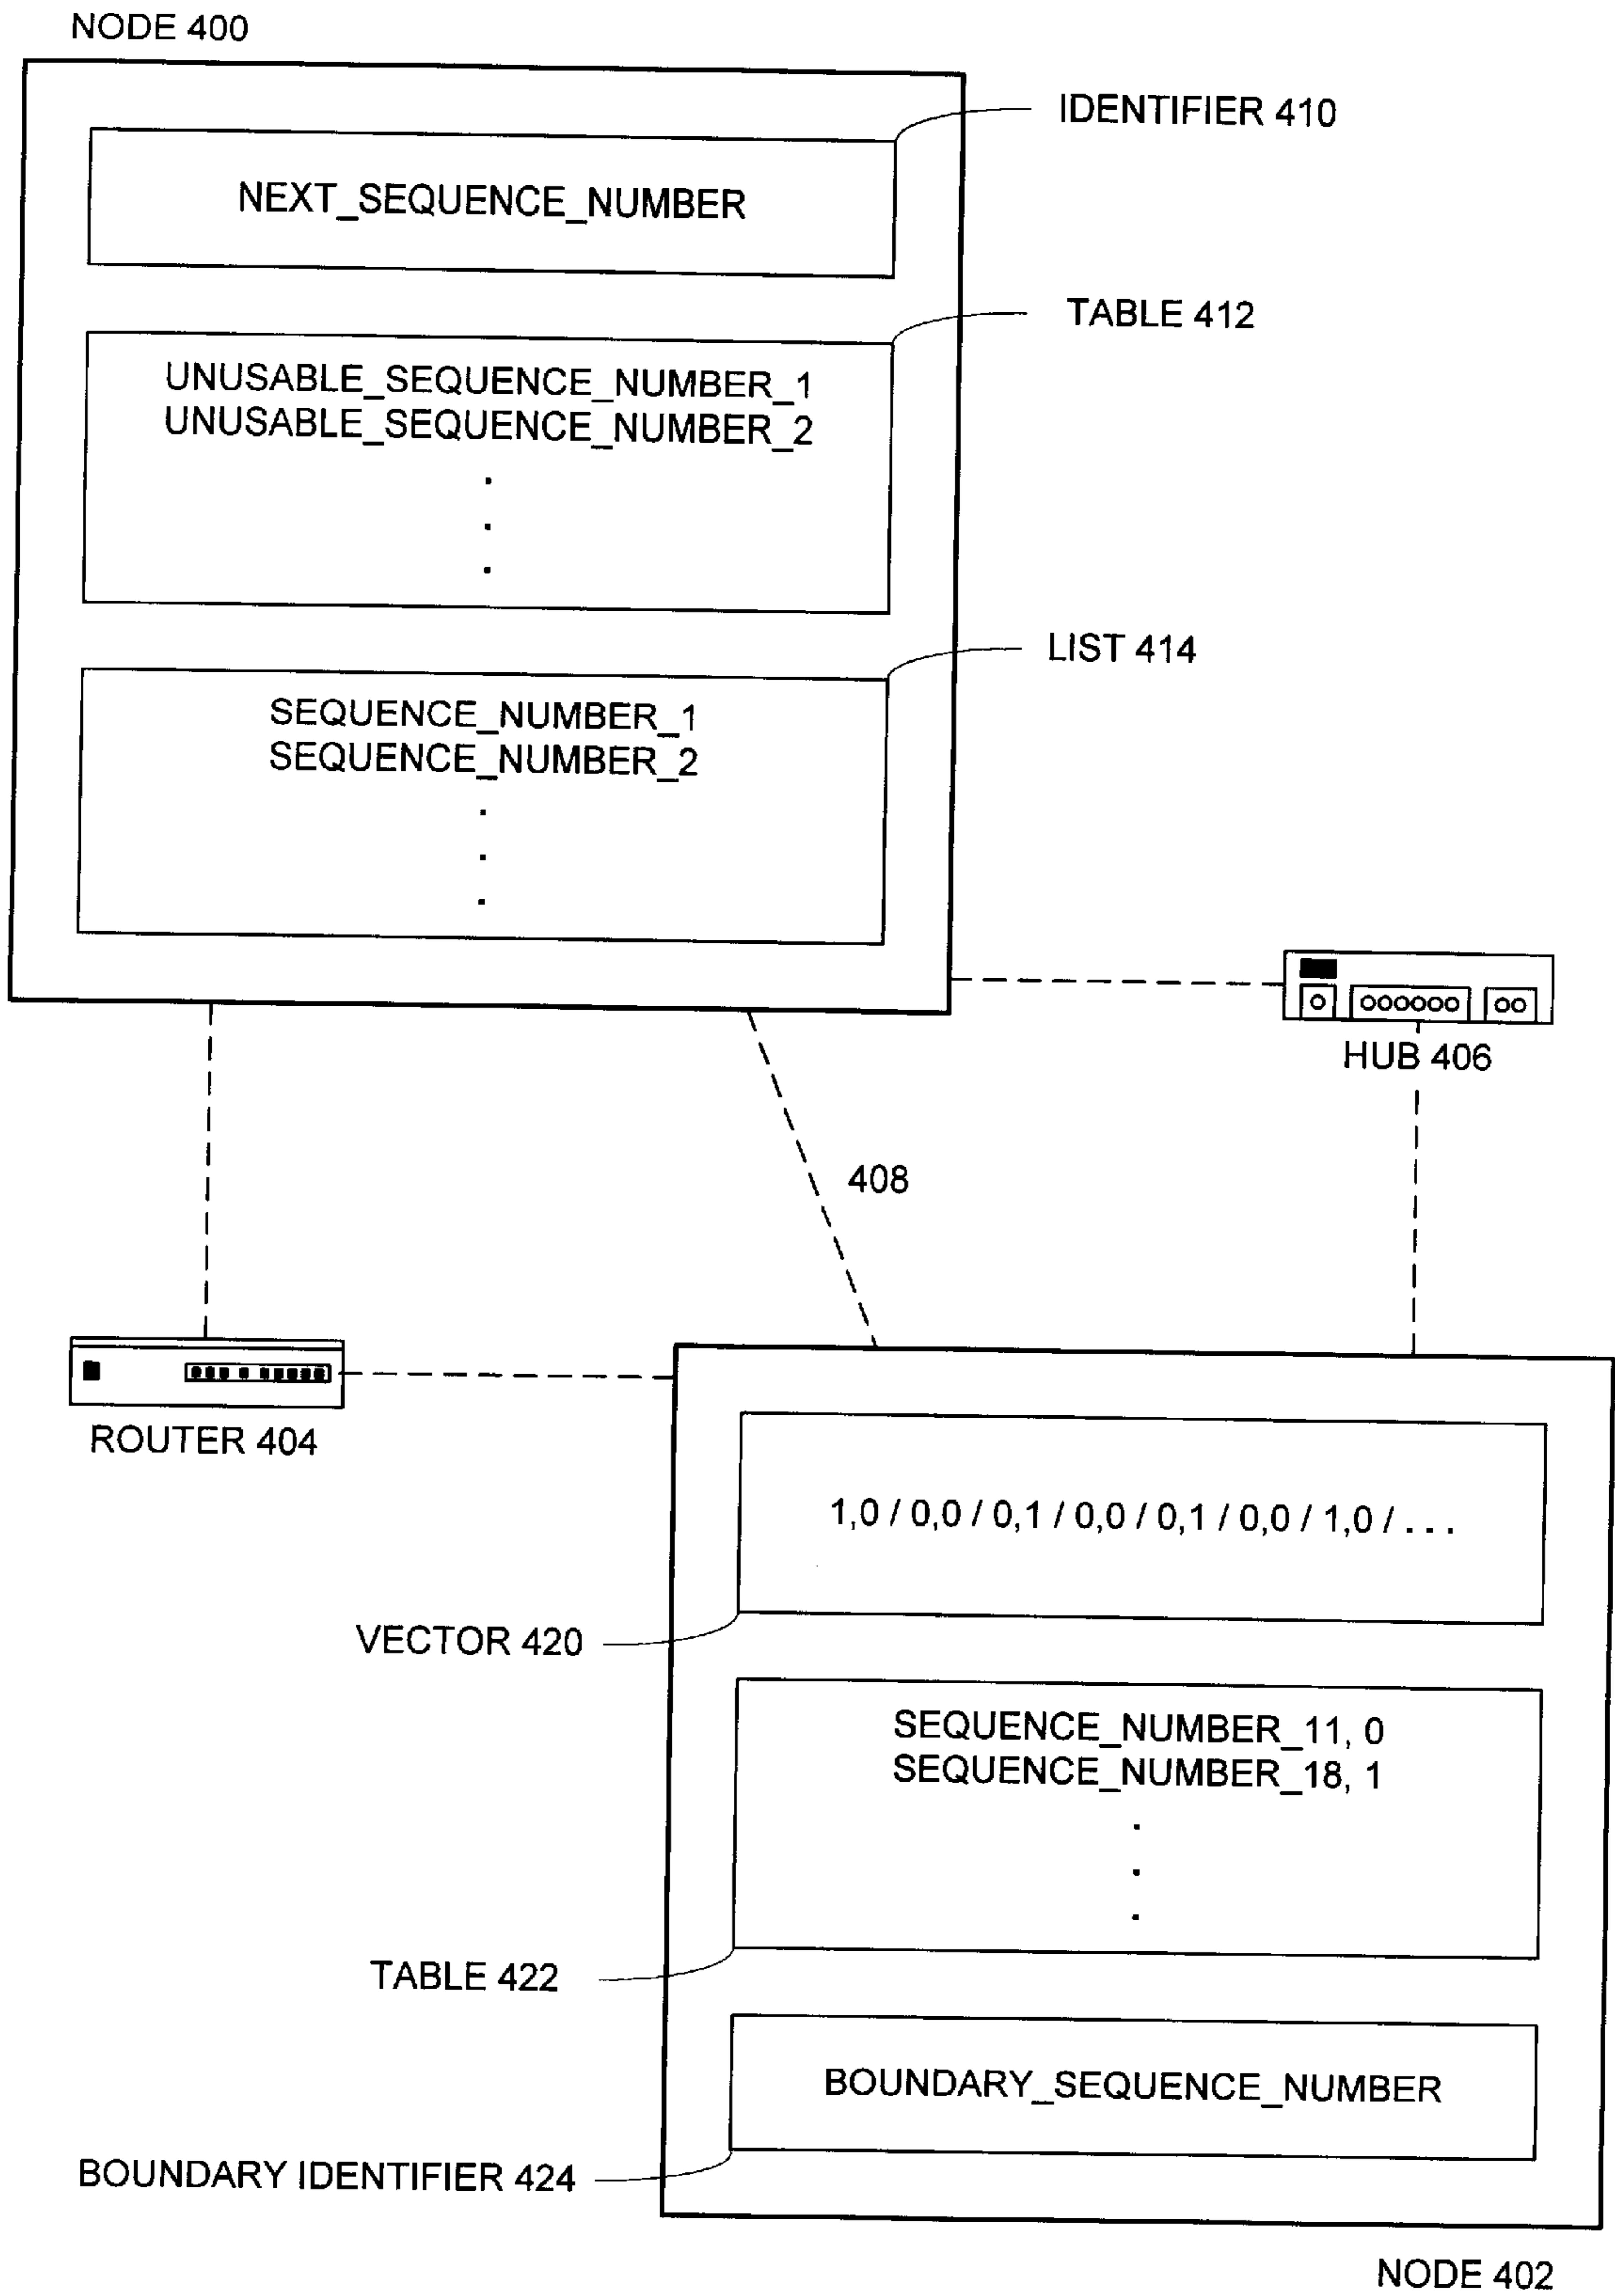 NODE 400
IDENTIFIER 410
NEXT_SEQUENCE_NUMBER
TABLE 412
UNUSABLE_SEQUENCE_NUMBER_1
UNUSABLE_SEQUENCE_NUMBER_2
.
.
.
LIST 414
SEQUENCE_NUMBER_1
SEQUENCE_NUMBER_2
.
.
.
HUB 406
408
ROUTER 404
1,0 / 0,0 / 0,1 / 0,0 / 0,1 / 0,0 / 1,0 / . . .
VECTOR 420
SEQUENCE_NUMBER_11, 0
SEQUENCE_NUMBER_18, 1
.
.
.
TABLE 422
BOUNDARY_SEQUENCE_NUMBER
BOUNDARY IDENTIFIER 424
NODE 402